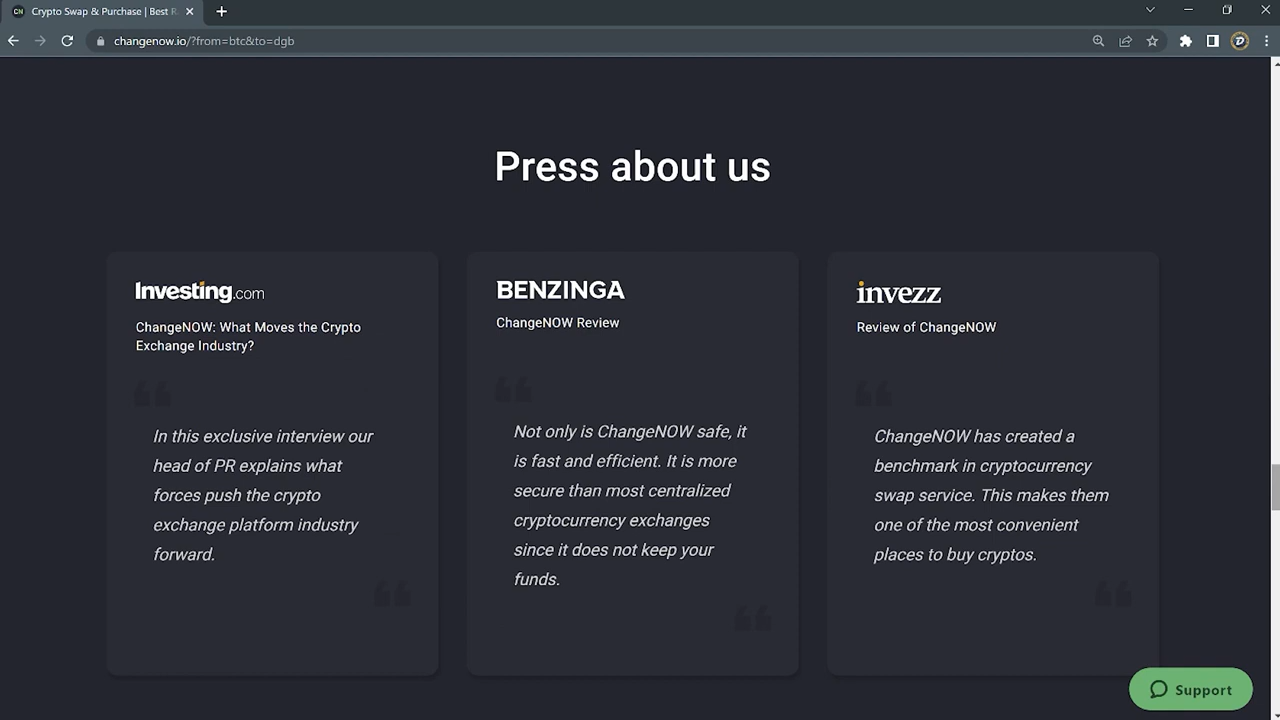 Crypto Swap & Purchase | Best R
changenow.io/?from=btc&to=dgb
Press about us
Investing.com
ChangeNOW: What Moves the Crypto
Exchange Industry?
In this exclusive interview our
head of PR explains what
forces push the crypto
exchange platform industry
forward.
BENZINGA
ChangeNOW Review
Not only is ChangeNOW safe, it
is fast and efficient. It is more
secure than most centralized
cryptocurrency exchanges
since it does not keep your
funds.
invezz
Review of ChangeNOW
ChangeNOW has created a
benchmark in cryptocurrency
swap service. This makes them
one of the most convenient
places to buy cryptos.
Support